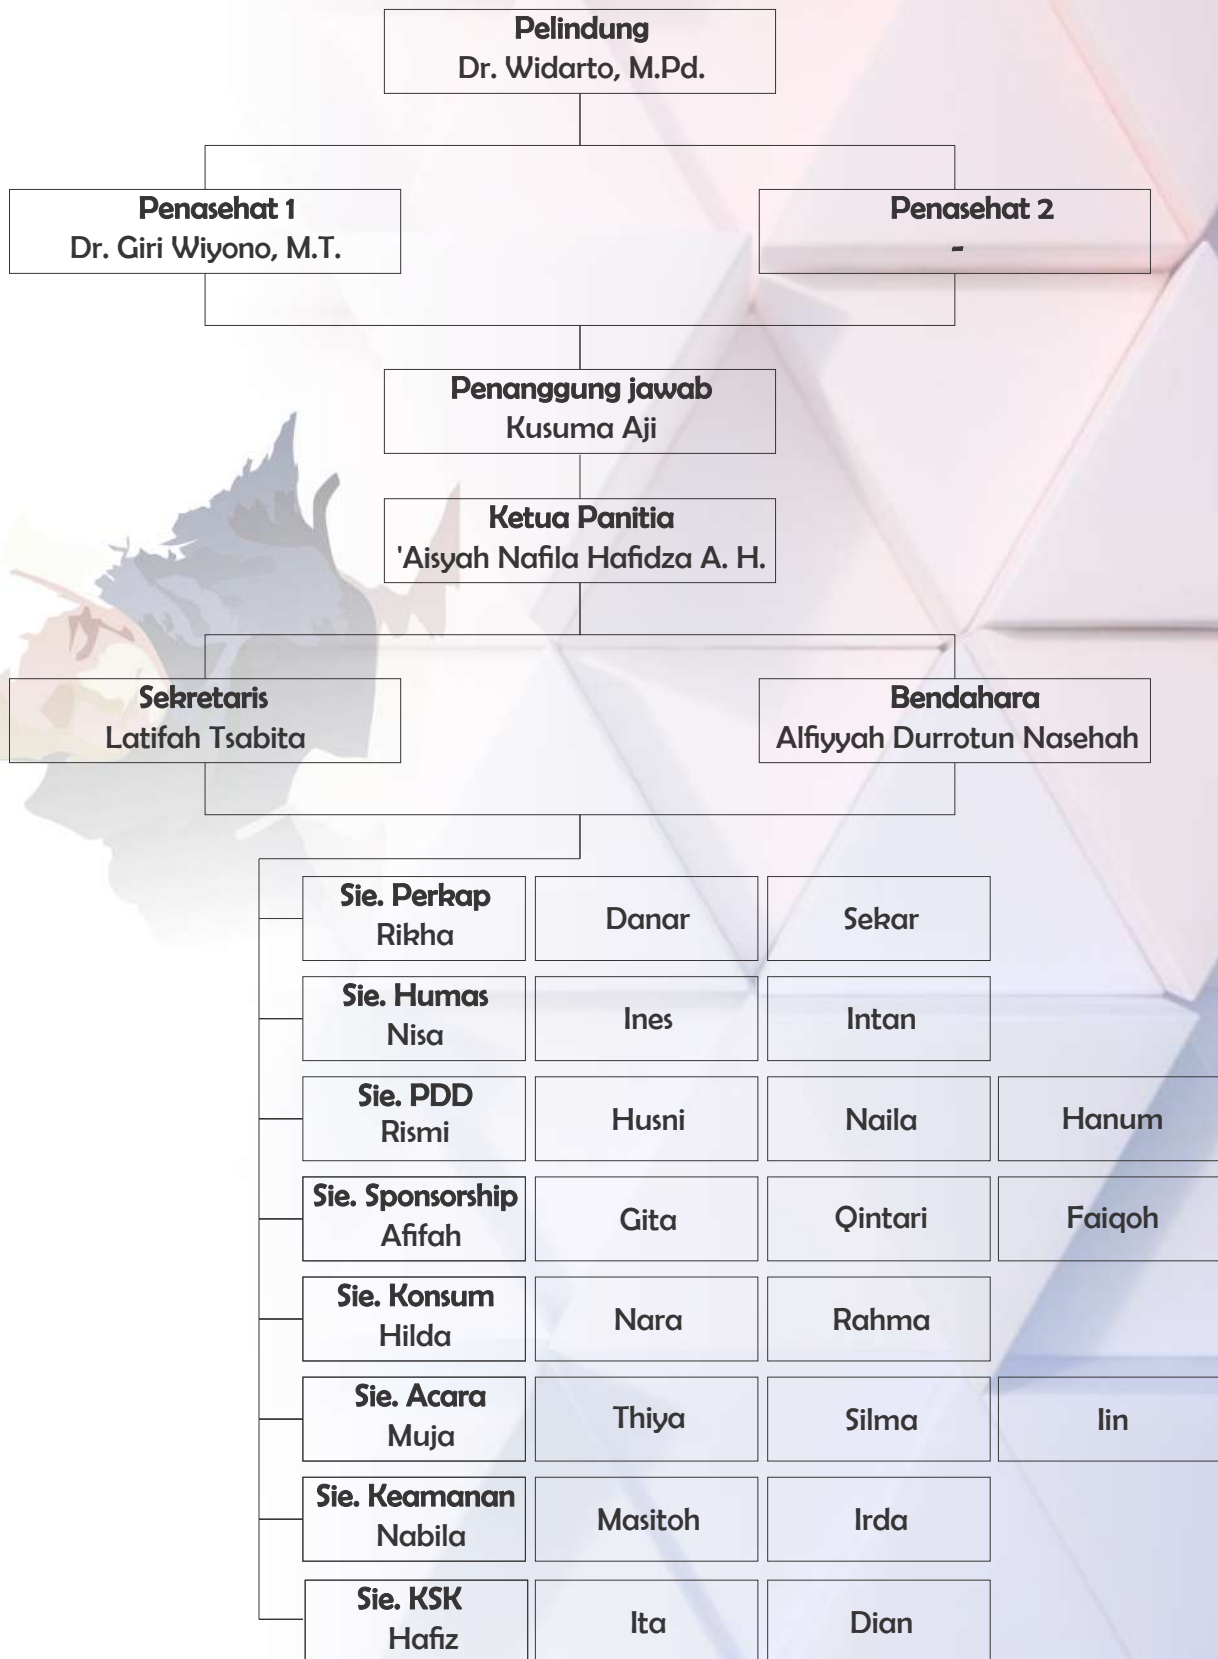 Pelindung
Dr. Widarto, M.Pd.
Penasehat 1
Dr. Giri Wiyono, M.T.
Penasehat 2
-
Penanggung jawab
Kusuma Aji
Ketua Panitia
'Aisyah Nafila Hafidza A. H.
Sekretaris
Latifah Tsabita
Bendahara
Alfiyyah Durrotun Nasehah
Sie. Perkap
Rikha
Danar
Sekar
Sie. Humas
Nisa
Ines
Intan
Sie. PDD
Rismi
Husni
Naila
Hanum
Sie. Sponsorship
Afifah
Gita
Qintari
Faiqoh
Sie. Konsum
Hilda
Nara
Rahma
Sie. Acara
Muja
Thiya
Silma
Iin
Sie. Keamanan
Nabila
Masitoh
Irda
Sie. KSK
Hafiz
Ita
Dian